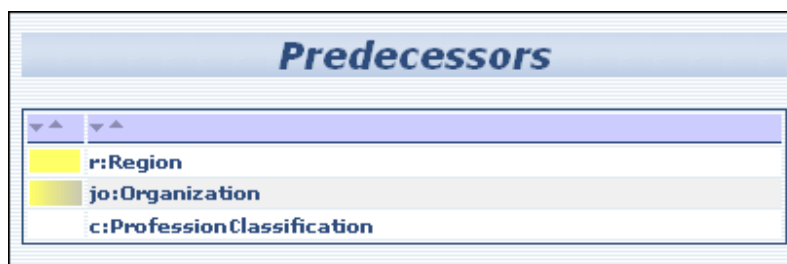 Predecessors
r:Region
jo:Organization
c:ProfessionClassification